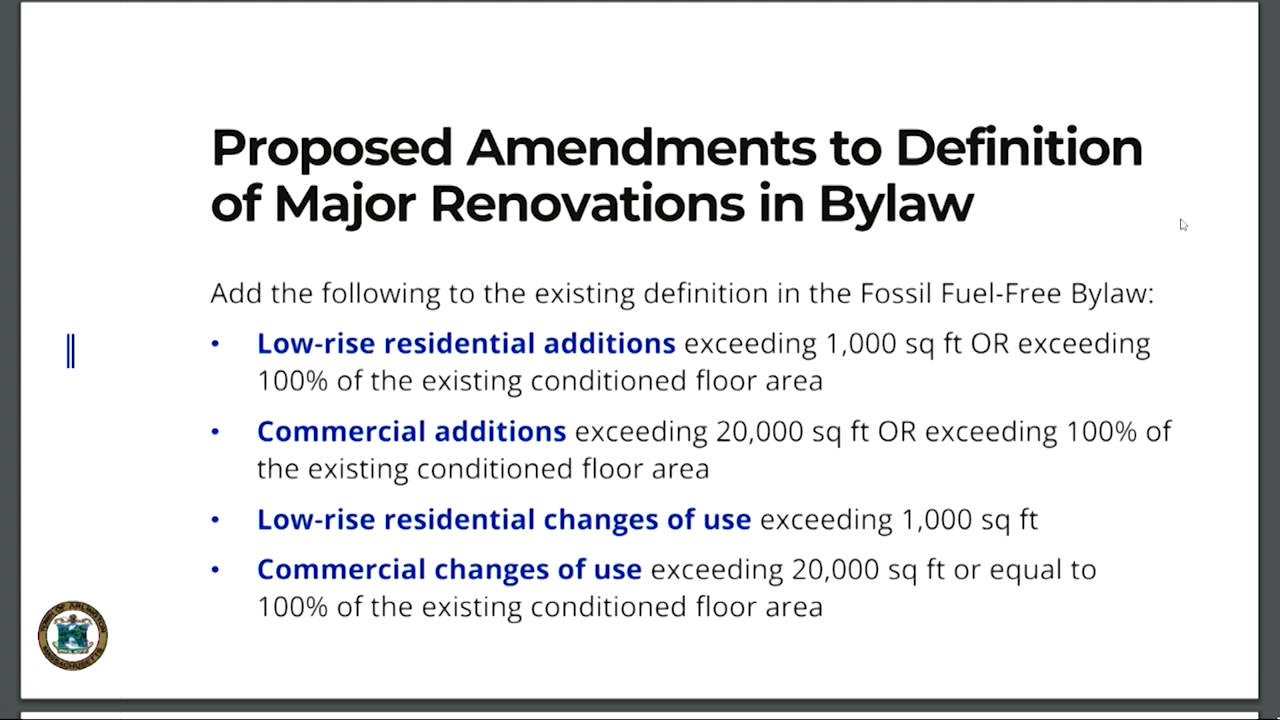 Proposed Amendments to Definition
of Major Renovations in Bylaw
Add the following to the existing definition in the Fossil Fuel-Free Bylaw:
• Low-rise residential additions exceeding 1,000 sq ft OR exceeding
100% of the existing conditioned floor area
• Commercial additions exceeding 20,000 sq ft OR exceeding 100% of
the existing conditioned floor area
• Low-rise residential changes of use exceeding 1,000 sq ft
• Commercial changes of use exceeding 20,000 sq ft or equal to
100% of the existing conditioned floor area
TOWN OF ARLINGTON
MASSACHUSETTS